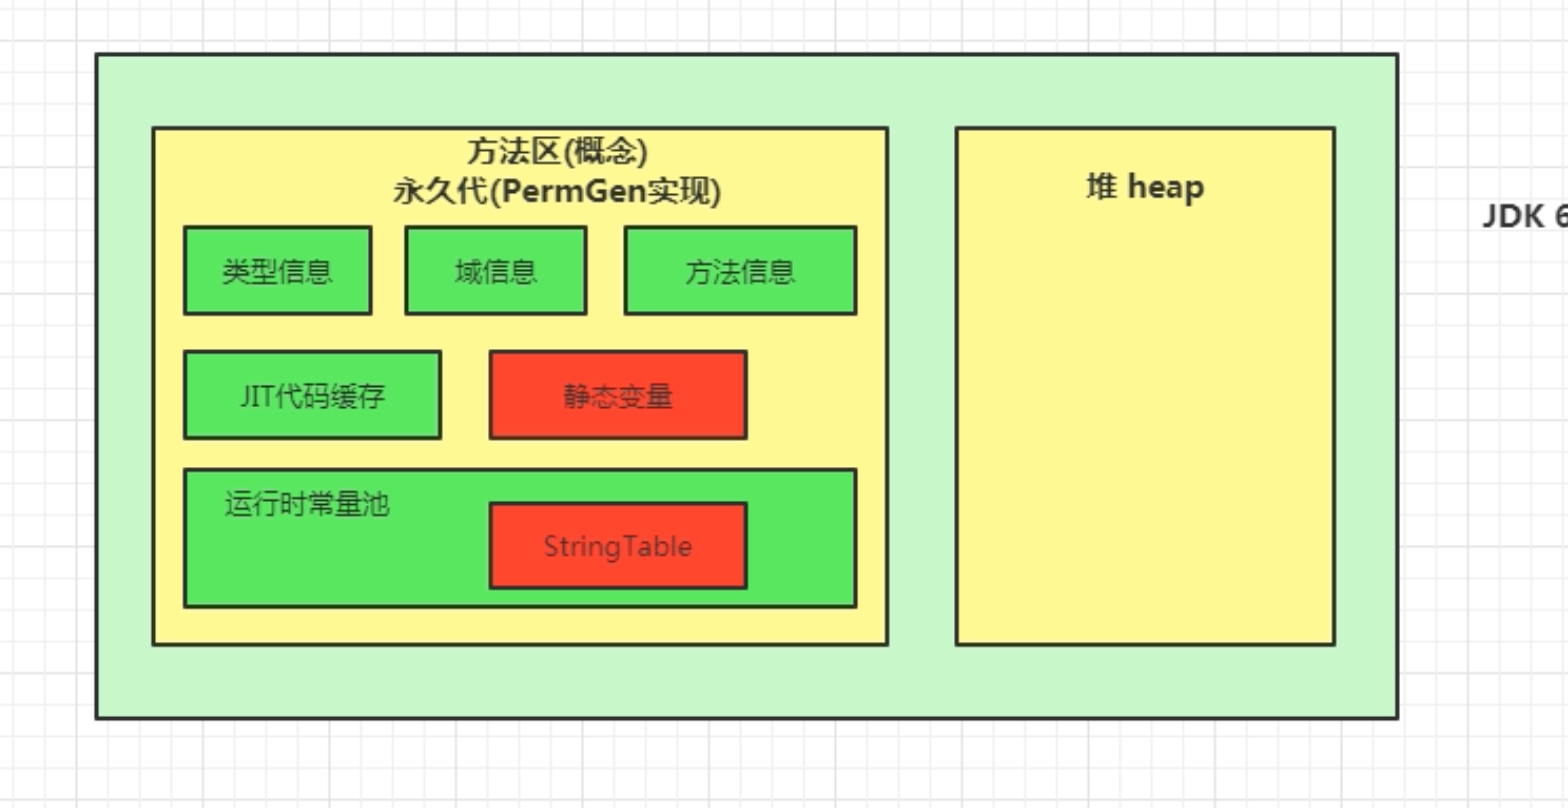 方法区(概念)
永久代(PermGen实现)
堆 heap
JDK 6
类型信息
域信息
方法信息
JIT代码缓存
静态变量
运行时常量池
StringTable